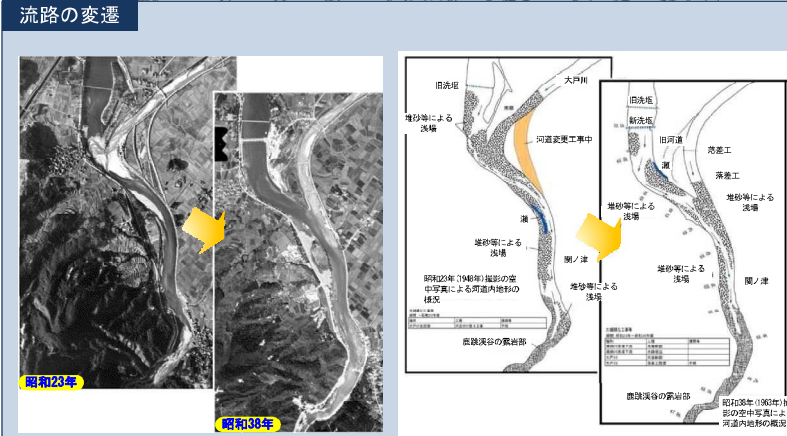 流路の変遷
昭和23年
昭和38年
旧洗堰
大戸川
堆砂等による
浅場
河道変更工事中
瀬
堆砂等による
浅場
関ノ津
堆砂等による
浅場
昭和23年(1948年)撮影の空
中写真による河道内地形の
概況
鹿跳渓谷の露岩部
旧洗堰
新洗堰
旧河道
落差工
瀬
落差工
堆砂等による
浅場
堆砂等による
浅場
堆砂等による
浅場
関ノ津
鹿跳渓谷の露岩部
昭和38年(1963年)撮
影の空中写真によ
河道内地形の概況